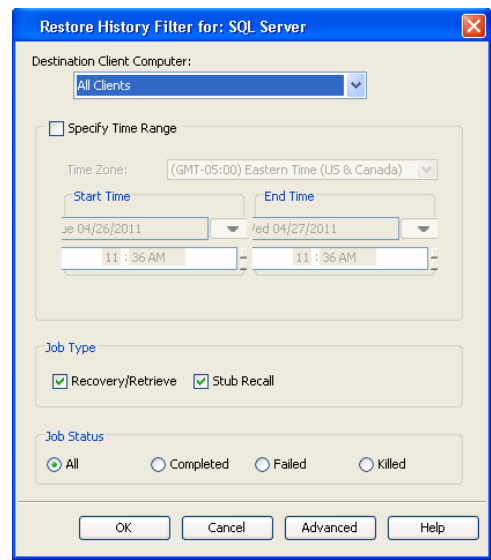 Restore History Filter for: SQL Server
Destination Client Computer:
All Clients
Specify Time Range
Time Zone: (GMT-05:00) Eastern Time (US & Canada)
Start Time End Time
ue 04/26/2011 /ed 04/27/2011
11 : 36 AM 11 : 36 AM
Job Type
Recovery/Retrieve Stub Recall
Job Status
All Completed Failed Killed
OK Cancel Advanced Help